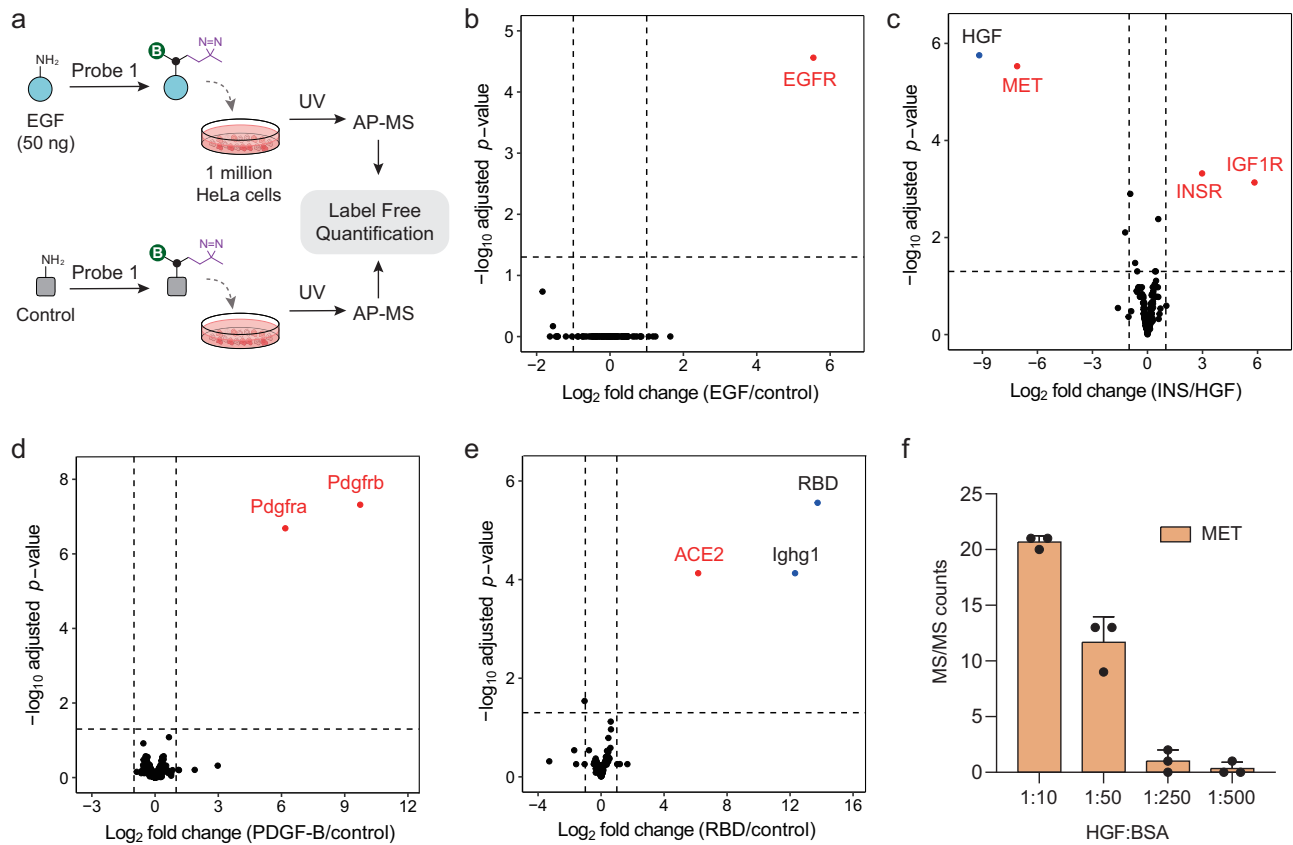 a
NH₂
Probe 1
B
N=N
EGF
(50 ng)
UV
AP-MS
1 million
HeLa cells
Label Free
Quantification
NH₂
Probe 1
B
N=N
Control
UV
AP-MS
b
−log₁₀ adjusted p−value
5
4
3
2
1
0
EGFR
−2
0
2
4
6
Log₂ fold change (EGF/control)
c
−log₁₀ adjusted p−value
6
4
2
0
HGF
MET
IGF1R
INSR
−9
−6
−3
0
3
6
Log₂ fold change (INS/HGF)
d
−log₁₀ adjusted p−value
8
6
4
2
0
Pdgfrb
Pdgfra
−3
0
3
6
9
12
Log₂ fold change (PDGF-B/control)
e
−log₁₀ adjusted p−value
6
4
2
0
RBD
ACE2
Ighg1
−4
0
4
8
12
16
Log₂ fold change (RBD/control)
f
MS/MS counts
25
20
15
10
5
0
MET
1:10
1:50
1:250
1:500
HGF:BSA